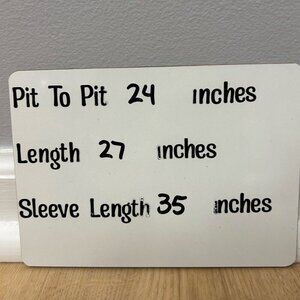 Pit To Pit 24 inches
Length 27 inches
Sleeve Length 35 inches